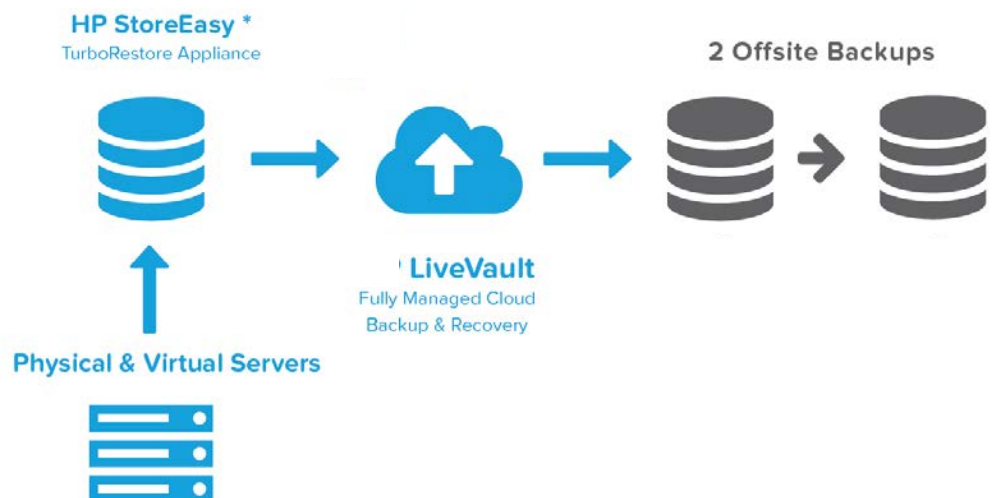 HP StoreEasy *
TurboRestore Appliance
2 Offsite Backups
LiveVault
Fully Managed Cloud
Backup & Recovery
Physical & Virtual Servers